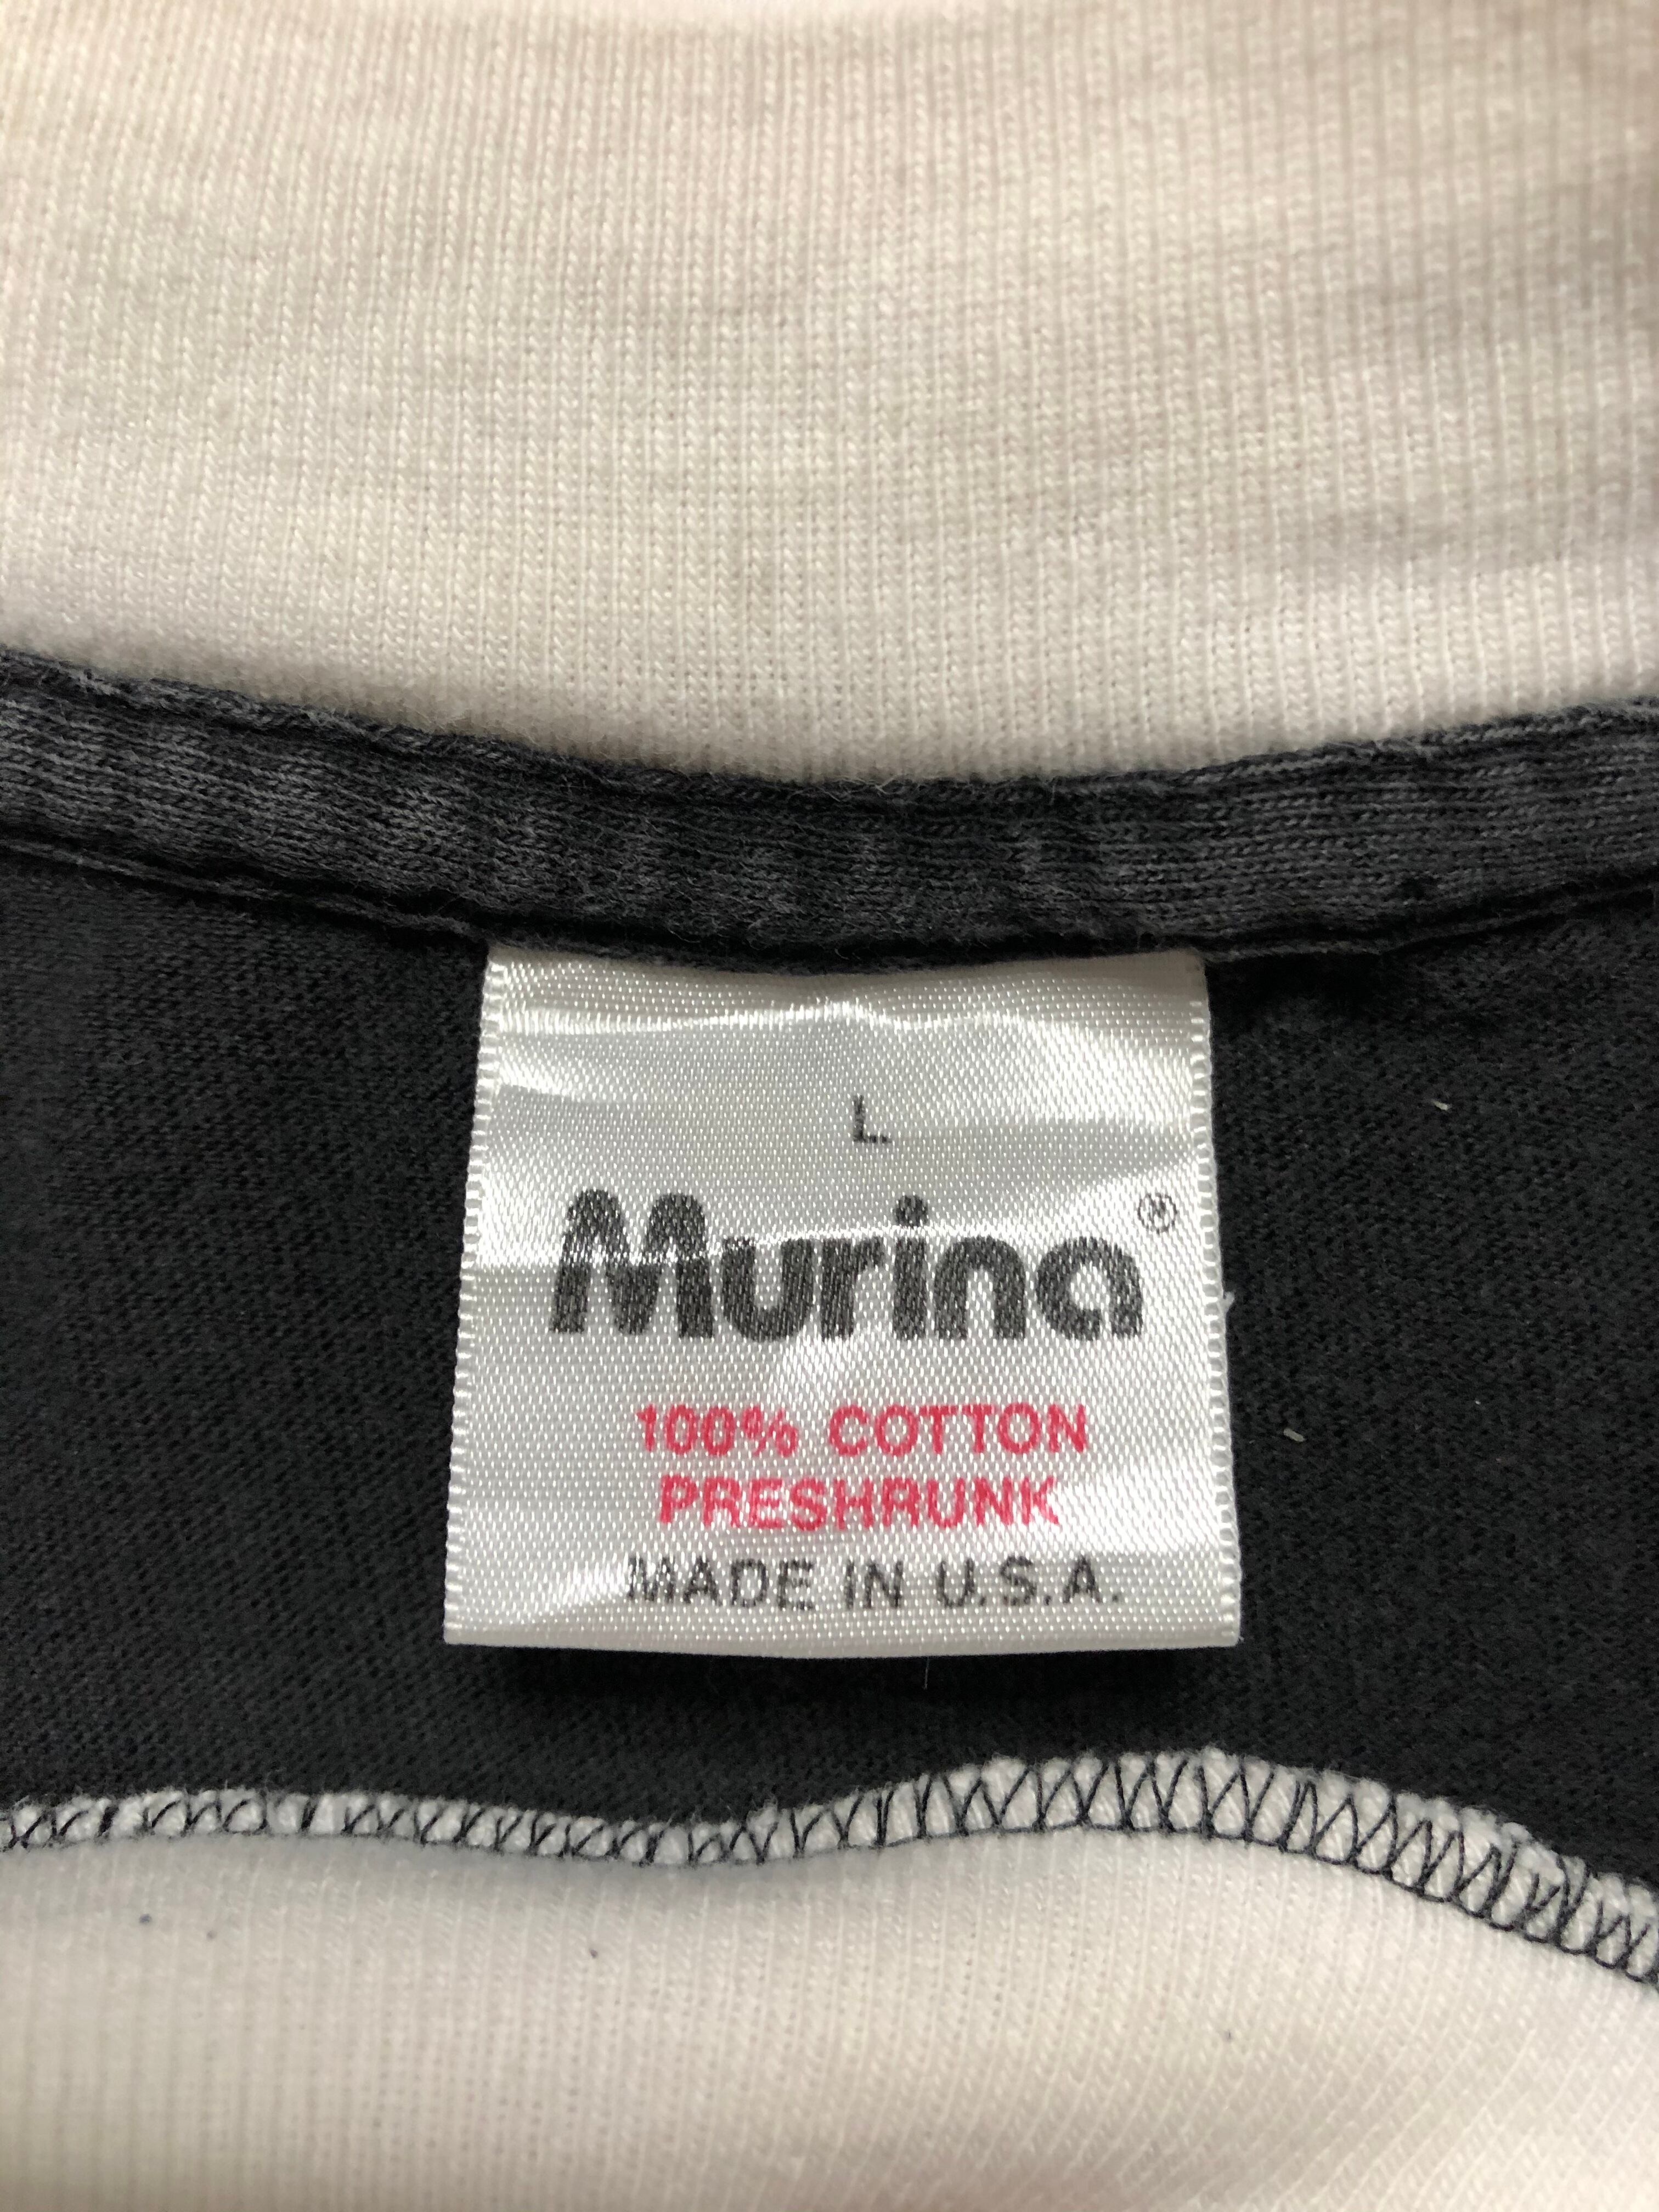 L.
Murina®
100% COTTON
PRESHRUNK
MADE IN U.S.A.